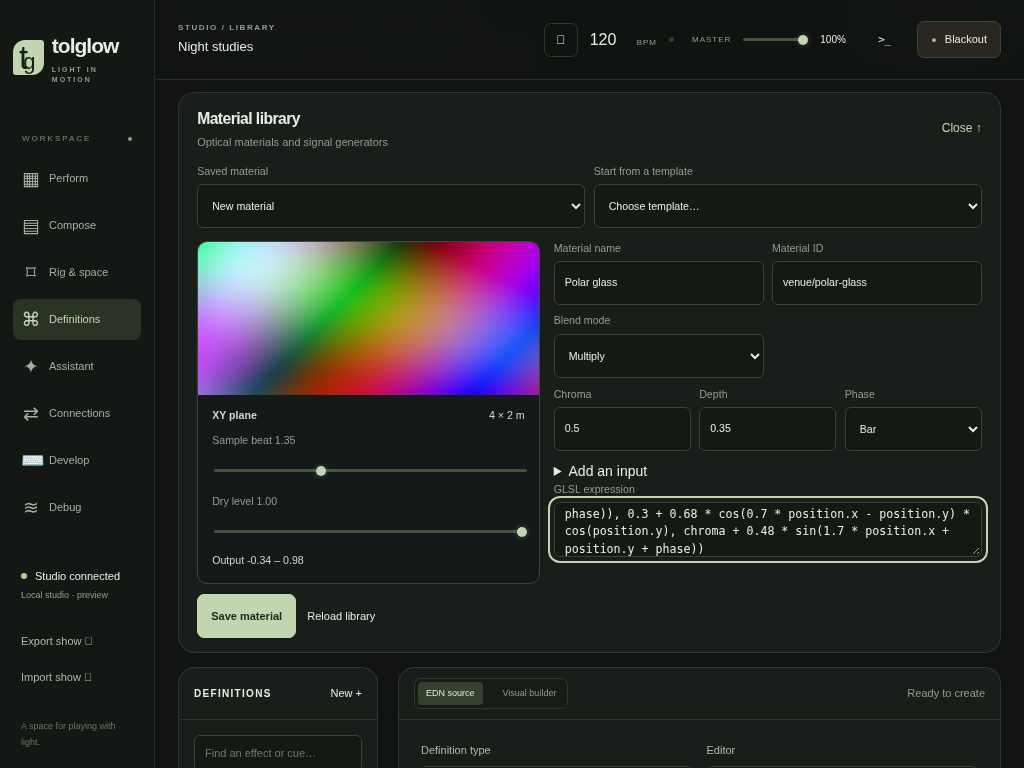 tg
tolglow
LIGHT IN
MOTION
WORKSPACE
Perform
Compose
Rig & space
Definitions
Assistant
Connections
Develop
Debug
Studio connected
Local studio · preview
Export show
Import show
A space for playing with
light.
STUDIO / LIBRARY
Night studies
120 BPM
MASTER 100%
>_
Blackout
Material library
Optical materials and signal generators
Close ↑
Saved material
Start from a template
New material
Choose template…
Material name
Material ID
Polar glass
venue/polar-glass
Blend mode
Multiply
Chroma
Depth
Phase
0.5
0.35
Bar
Add an input
GLSL expression
phase)), 0.3 + 0.68 * cos(0.7 * position.x - position.y) *
cos(position.y), chroma + 0.48 * sin(1.7 * position.x +
position.y + phase))
XY plane
4 × 2 m
Sample beat 1.35
Dry level 1.00
Output -0.34 – 0.98
Save material
Reload library
DEFINITIONS
New +
Find an effect or cue…
EDN source
Visual builder
Ready to create
Definition type
Editor